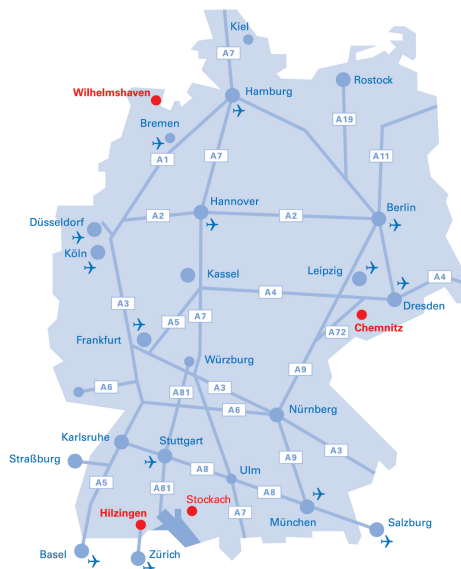 Kiel
A7
Rostock
Wilhelmshaven
Hamburg
A19
Bremen
A1
A7
A11
Hannover
A2
A2
Berlin
Düsseldorf
Köln
Kassel
Leipzig
A4
A4
A3
Dresden
A7
A5
Chemnitz
A72
Frankfurt
Würzburg
A9
A6
A81
A3
A6
Nürnberg
Karlsruhe
Stuttgart
A3
Straßburg
A8
A9
Ulm
A5
A81
A8
Stockach
Hilzingen
A7
München
Salzburg
Basel
Zürich